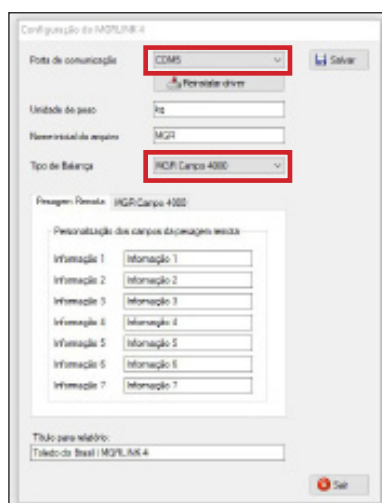 Configuração do MGRLINK 4
Porta de comunicação COM5 Salvar
Reinstalar driver
Unidade de peso kg
Nome inicial do arquivo MGR
Tipo de Balança MGR Campo 4000
Pesagem Remota MGR Campo 4000
Personalização dos campos da pesagem remota
Informação 1 Informação 1
Informação 2 Informação 2
Informação 3 Informação 3
Informação 4 Informação 4
Informação 5 Informação 5
Informação 6 Informação 6
Informação 7 Informação 7
Título para relatório:
Toledo do Brasil | MGRLINK 4
Sair